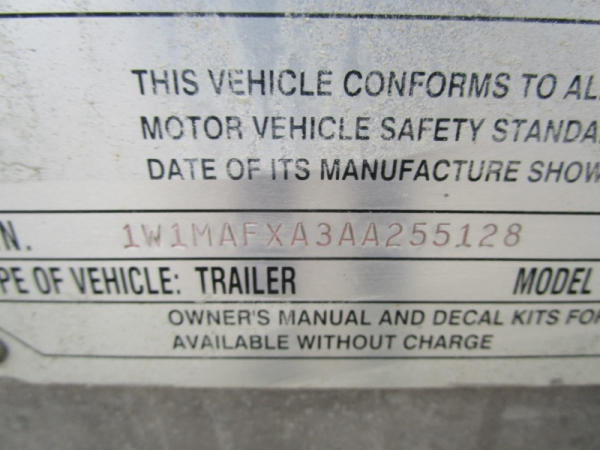 THIS VEHICLE CONFORMS TO AL
MOTOR VEHICLE SAFETY STANDA
DATE OF ITS MANUFACTURE SHOW
N. 1W1MAFXA3AA255128
PE OF VEHICLE: TRAILER MODEL
OWNER'S MANUAL AND DECAL KITS FOR
AVAILABLE WITHOUT CHARGE